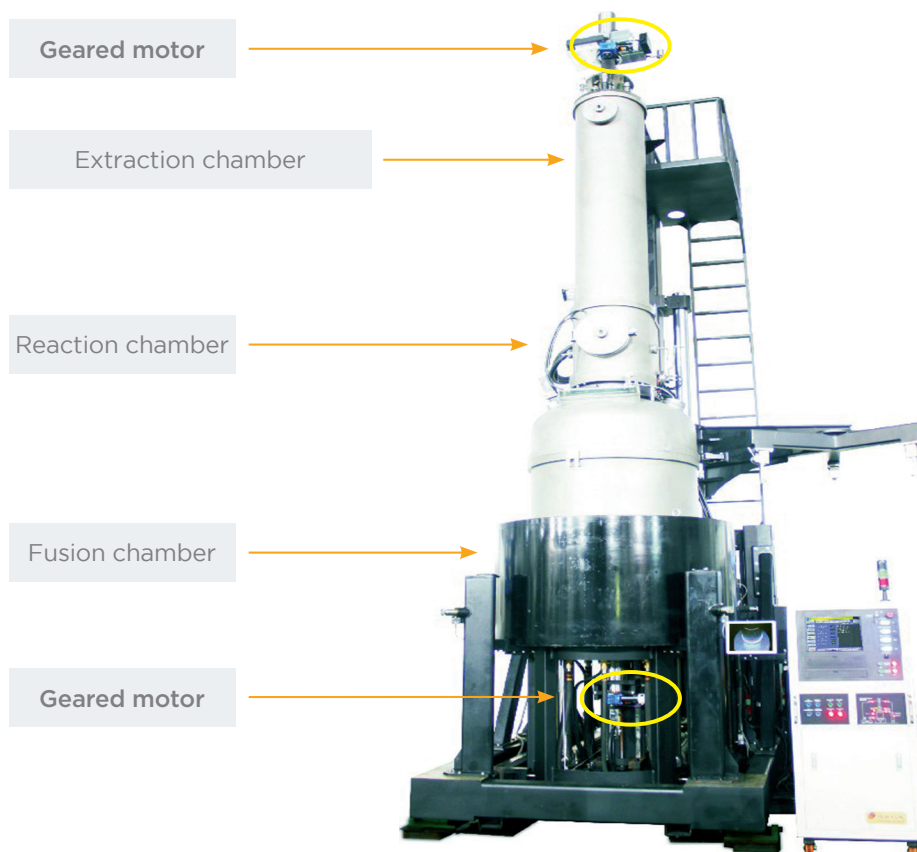 Geared motor
Extraction chamber
Reaction chamber
Fusion chamber
Geared motor